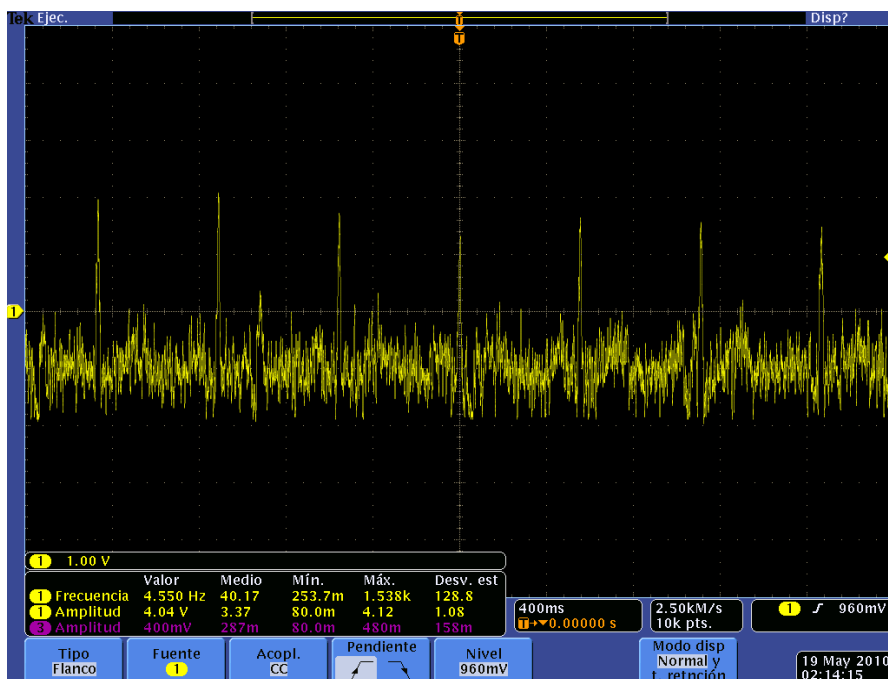 Tek Ejec. T Disp?
T
1
1 1.00 V
Valor Medio Mín. Máx. Desv. est
1 Frecuencia 4.550 Hz 40.17 253.7m 1.538k 128.8
1 Amplitud 4.04 V 3.37 80.0m 4.12 1.08
3 Amplitud 400mV 287m 80.0m 480m 158m
400ms
T→▼0.00000 s
2.50kM/s
10k pts.
1 960mV
Tipo
Flanco
Fuente
1
Acopl.
CC
Pendiente
Nivel
960mV
Modo disp
Normal y
t. retnción
19 May 2010
02:14:15